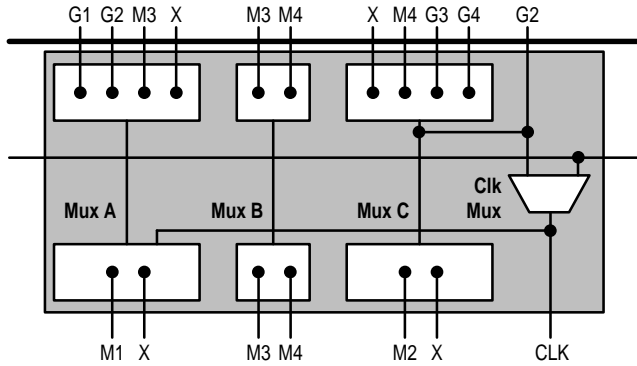 G1 G2 M3 X M3 M4 X M4 G3 G4 G2
Clk
Mux A Mux B Mux C Mux
M1 X M3 M4 M2 X CLK